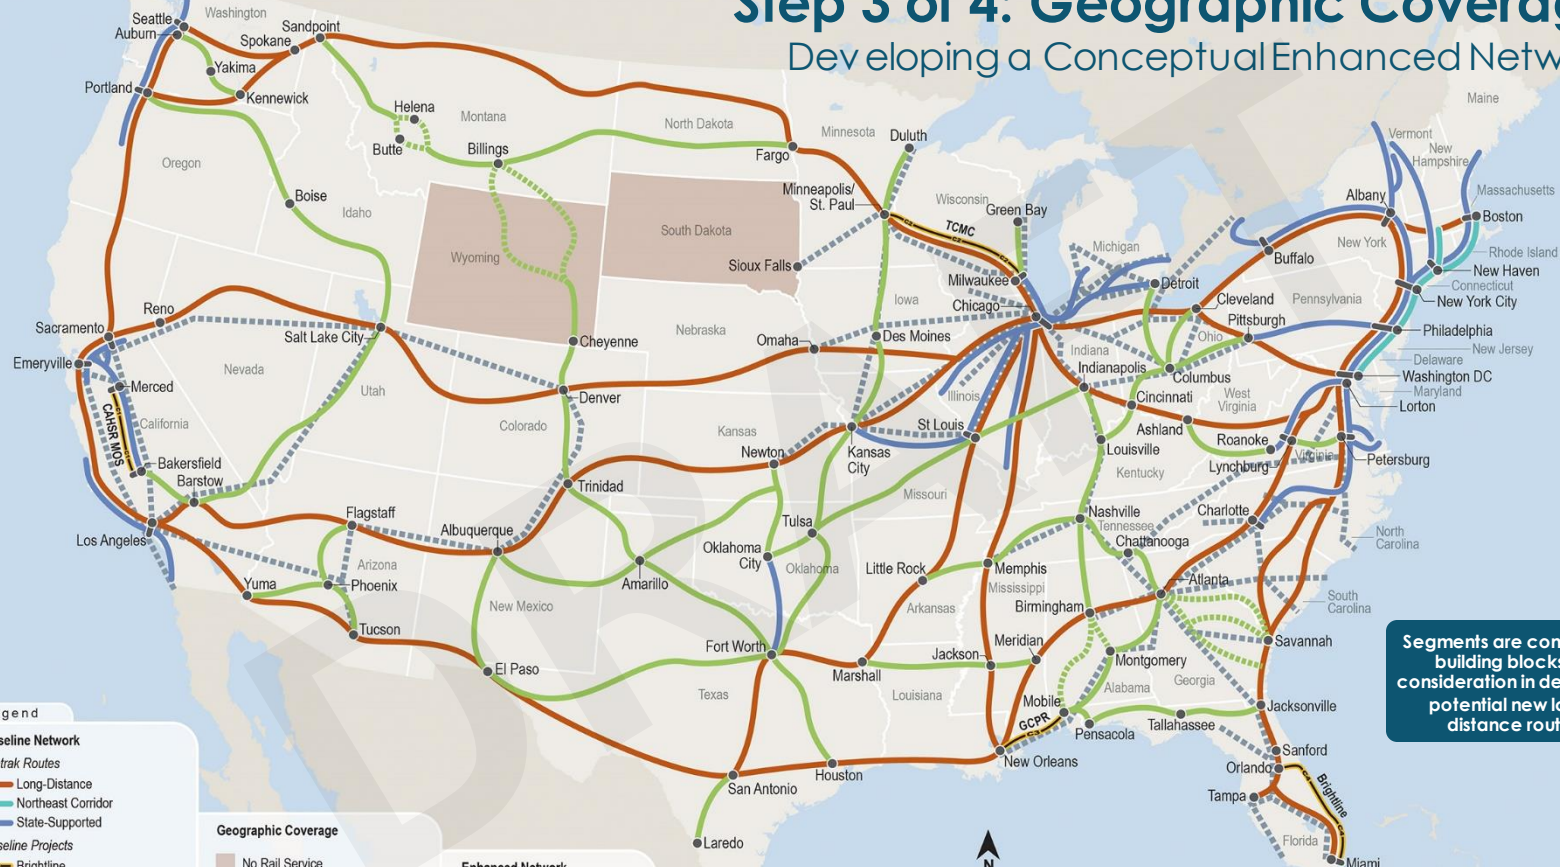 Step 3 of 4: Geographic Coverag
Developing a Conceptual Enhanced Netw
Seattle
Auburn
Washington
Spokane
Sandpoint
Yakima
Portland
Kennewick
Helena
Butte
Montana
Billings
North Dakota
Fargo
Minnesota
Duluth
Maine
Vermont
New
Hampshire
Massachusetts
Oregon
Boise
Idaho
Minneapolis/
St. Paul
Wisconsin
Green Bay
TCMC
Albany
Boston
Wyoming
South Dakota
Sioux Falls
Michigan
New York
Buffalo
Rhode Island
New Haven
Connecticut
New York City
Milwaukee
Chicago
Detroit
Cleveland
Pennsylvania
Pittsburgh
Iowa
Reno
Sacramento
Salt Lake City
Cheyenne
Nebraska
Omaha
Des Moines
Ohio
Philadelphia
New Jersey
Delaware
Washington DC
Maryland
Lorton
Emeryville
Merced
Nevada
Utah
Denver
Indiana
Indianapolis
Columbus
Cincinnati
West
Virginia
California
CAHSR MOS
Colorado
Kansas
Illinois
St Louis
Ashland
Roanoke
Lynchburg
Virginia
Petersburg
Newton
Kansas
City
Louisville
Kentucky
Bakersfield
Barstow
Trinidad
Missouri
Los Angeles
Flagstaff
Albuquerque
Tulsa
Nashville
Tennessee
Chattanooga
Charlotte
North
Carolina
Arizona
Phoenix
Yuma
Amarillo
Oklahoma
City
Oklahoma
Little Rock
Memphis
Mississippi
Atlanta
South
Carolina
Tucson
New Mexico
Arkansas
Birmingham
Savannah
El Paso
Fort Worth
Marshall
Jackson
Meridian
Montgomery
Alabama
Georgia
Texas
Louisiana
Mobile
GCPR
Pensacola
Tallahassee
Jacksonville
New Orleans
San Antonio
Houston
Sanford
Orlando
Tampa
Brightline
Laredo
Florida
Miami
DRAFT
Segments are con
building blocks
consideration in de
potential new lo
distance rout
gend
seline Network
trak Routes
Long-Distance
Northeast Corridor
State-Supported
seline Projects
Brightline
Geographic Coverage
No Rail Service
Enhanced Network
N